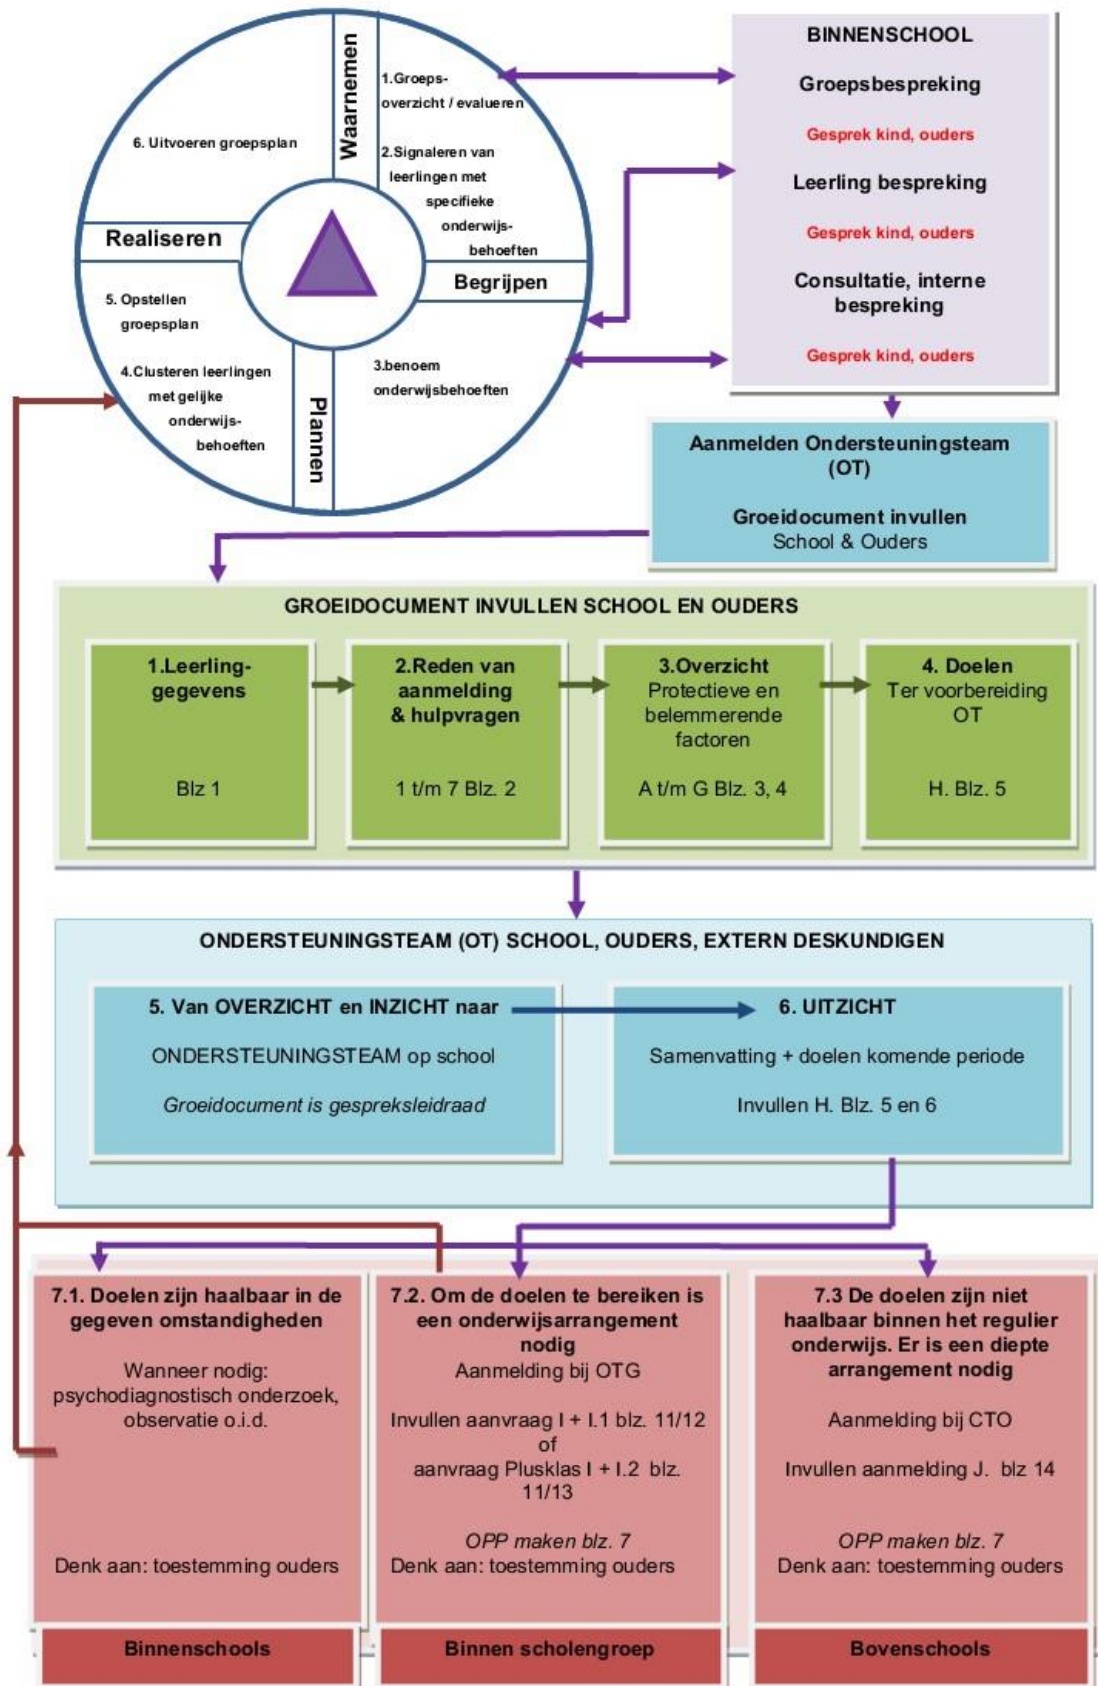 Waarnemen
1.Groeps-
overzicht / evalueren
2.Signaleren van
leerlingen met
specifieke
onderwijs-
behoeften
Begrijpen
3.benoem
onderwijsbehoeften
Plannen
4.Clusteren leerlingen
met gelijke
onderwijs-
behoeften
5. Opstellen
groepsplan
Realiseren
6. Uitvoeren groepsplan
BINNENSCHOOL
Groepsbespreking
Gesprek kind, ouders
Leerling bespreking
Gesprek kind, ouders
Consultatie, interne
bespreking
Gesprek kind, ouders
Aanmelden Ondersteuningsteam
(OT)
Groeidocument invullen
School & Ouders
GROEIDOCUMENT INVULLEN SCHOOL EN OUDERS
1.Leerling-
gegevens
Blz 1
2.Reden van
aanmelding
& hulpvragen
1 t/m 7 Blz. 2
3.Overzicht
Protectieve en
belemmerende
factoren
A t/m G Blz. 3, 4
4. Doelen
Ter voorbereiding
OT
H. Blz. 5
ONDERSTEUNINGSTEAM (OT) SCHOOL, OUDERS, EXTERN DESKUNDIGEN
5. Van OVERZICHT en INZICHT naar
ONDERSTEUNINGSTEAM op school
Groeidocument is gespreksleidraad
6. UITZICHT
Samenvatting + doelen komende periode
Invullen H. Blz. 5 en 6
7.1. Doelen zijn haalbaar in de
gegeven omstandigheden
Wanneer nodig:
psychodiagnostisch onderzoek,
observatie o.i.d.
Denk aan: toestemming ouders
Binnenschools
7.2. Om de doelen te bereiken is
een onderwijsarrangement
nodig
Aanmelding bij OTG
Invullen aanvraag I + I.1 blz. 11/12
of
aanvraag Plusklas I + I.2 blz.
11/13
OPP maken blz. 7
Denk aan: toestemming ouders
Binnen scholengroep
7.3 De doelen zijn niet
haalbaar binnen het regulier
onderwijs. Er is een diepte
arrangement nodig
Aanmelding bij CTO
Invullen aanmelding J. blz 14
OPP maken blz. 7
Denk aan: toestemming ouders
Bovenschools